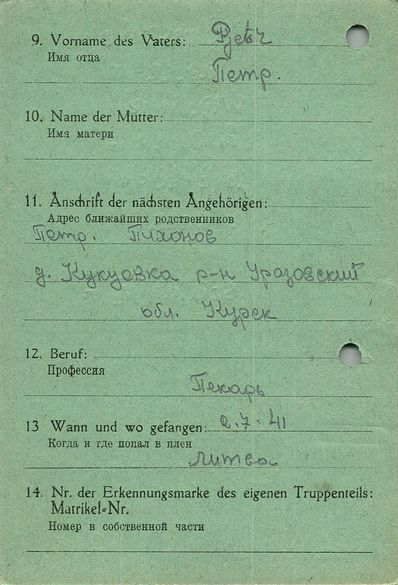 9. Vorname des Vaters: Pjetr
Имя отца
Петр.
10. Name der Mutter:
Имя матери
11. Anschrift der nächsten Angehörigen:
Адрес ближайших родственников
Петр. Тихонов
д. Кукуевка р-н Уразовский
обл. Курск
12. Beruf:
Профессия
Пекарь
13 Wann und wo gefangen: 2.7.41
Когда и где попал в плен
Литва
14. Nr. der Erkennungsmarke des eigenen Truppenteils:
Matrikel-Nr.
Номер в собственной части